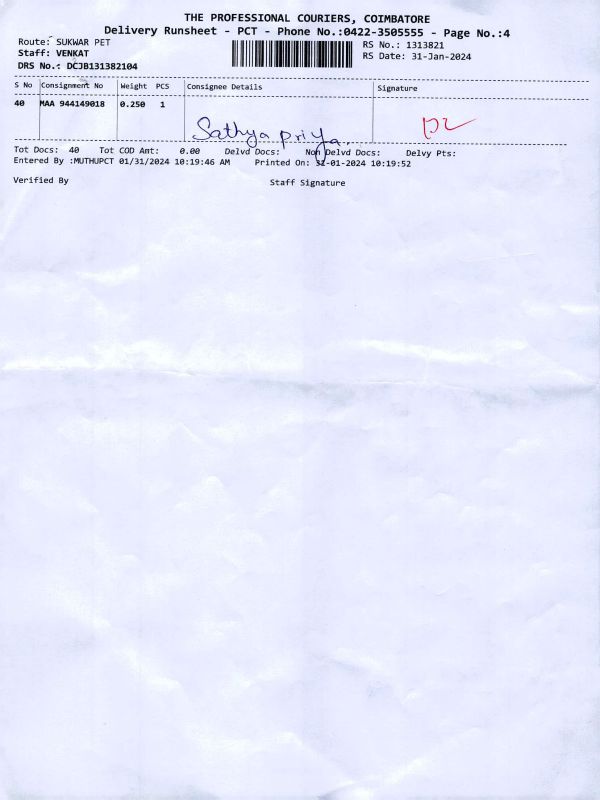 THE PROFESSIONAL COURIERS, COIMBATORE
Delivery Runsheet - PCT - Phone No.:0422-3505555 - Page No.:4
Route: SUKWAR PET
RS No.: 1313821
Staff: VENKAT
RS Date: 31-Jan-2024
DRS No.: DCJB131382104
S No Consignment No Weight PCS Consignee Details Signature
40 MAA 944149018 0.250 1
Sathya priya
Tot Docs: 40 Tot COD Amt: 0.00 Delvd Docs: Non Delvd Docs: Delvy Pts:
Entered By :MUTHUPCT 01/31/2024 10:19:46 AM Printed On: 31-01-2024 10:19:52
Verified By Staff Signature